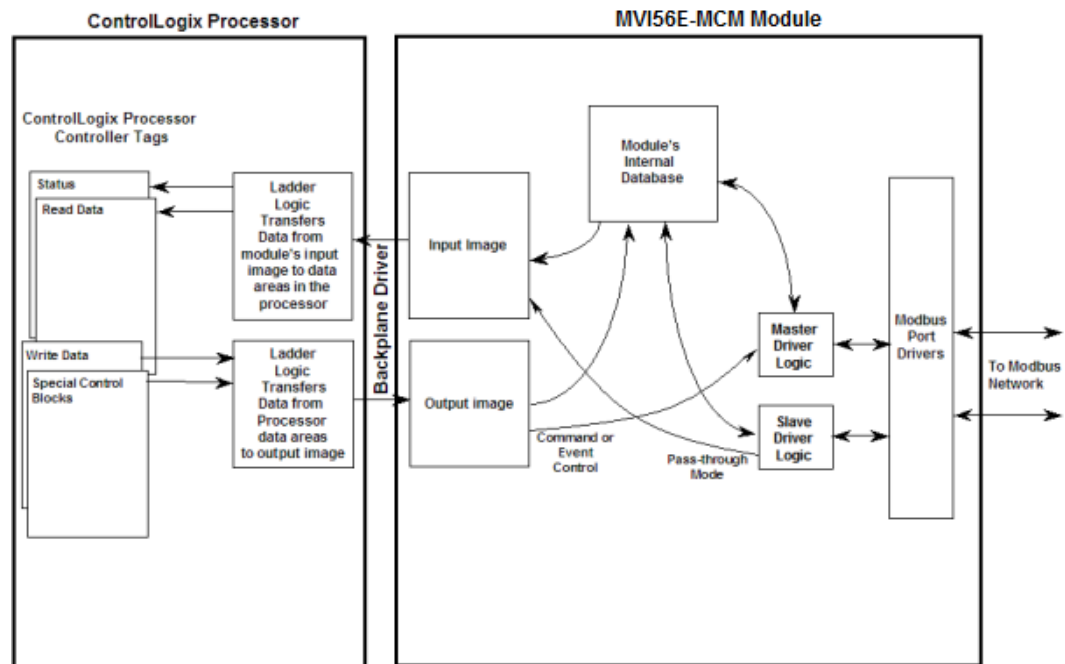 ControlLogix Processor
MVI56E-MCM Module
ControlLogix Processor
Controller Tags
Status
Read Data
Write Data
Special Control
Blocks
Ladder
Logic
Transfers
Data from
module's input
image to data
areas in the
processor
Ladder
Logic
Transfers
Data from
Processor
data areas
to output image
Backplane Driver
Input Image
Output image
Module's
Internal
Database
Command or
Event
Control
Pass-through
Mode
Master
Driver
Logic
Slave
Driver
Logic
Modbus
Port
Drivers
To Modbus
Network